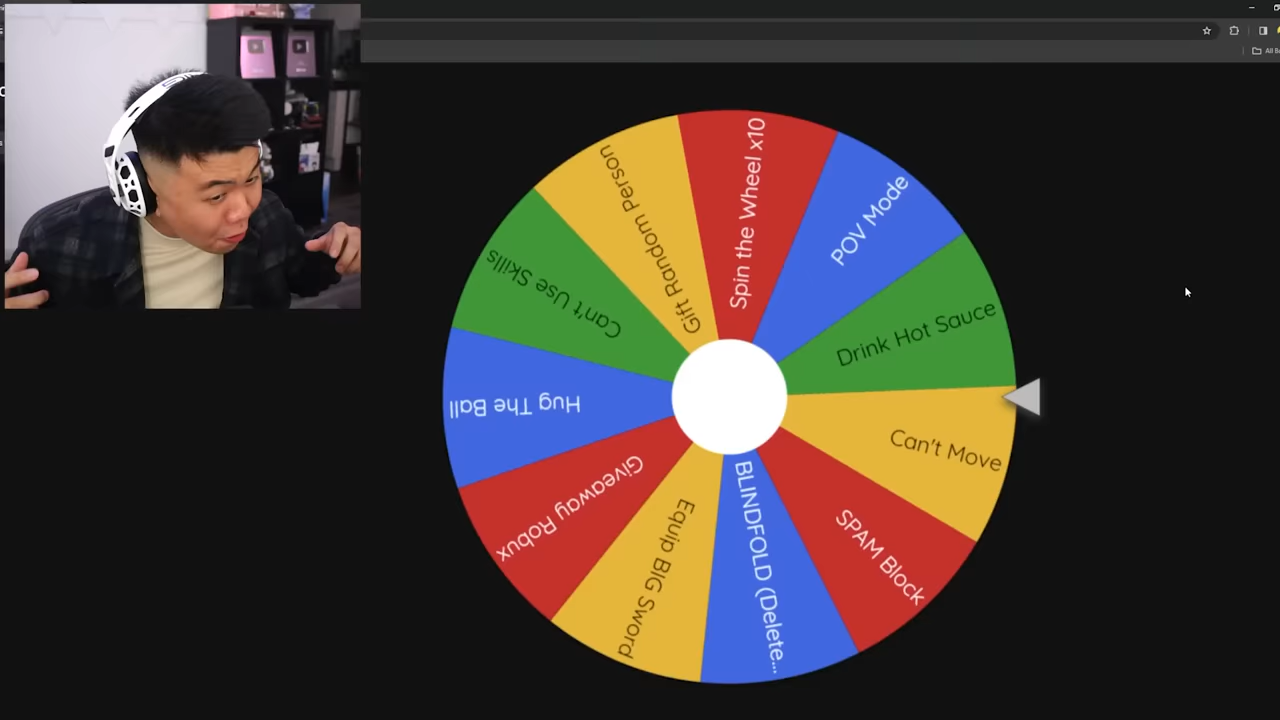 All B
Spin the Wheel x10
POV Mode
Drink Hot Sauce
Can't Move
SPAM Block
BLINDFOLD (Delete...
Equip BIG Sword
Giveaway Robux
Hug The Ball
Can't Use Skills
Gift Random Person